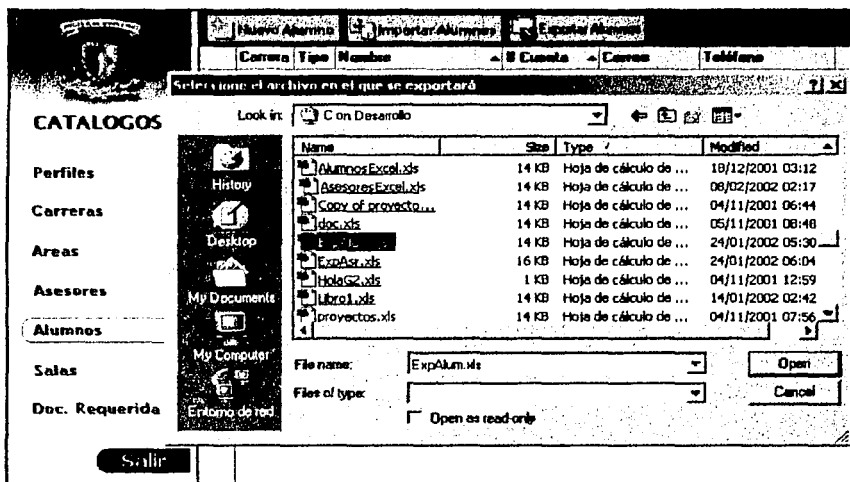 Nuevo Alumno Importar Alumnos Exportar Alumnos
Carrera Tipo Nombre # Cuenta Correo Teléfono
Seleccione el archivo en el que se exportará
Look in: C on Desarrollo
CATALOGOS
Perfiles
Carreras
Areas
Asesores
Alumnos
Salas
Doc. Requerida
Salir
History
Desktop
My Documents
My Computer
Entorno de red
Name Size Type Modified
AlumnosExcel.xls 14 KB Hoja de cálculo de ... 18/12/2001 03:12
AsesoresExcel.xls 14 KB Hoja de cálculo de ... 08/02/2002 02:17
Copy of proyecto... 14 KB Hoja de cálculo de ... 04/11/2001 06:44
doc.xls 14 KB Hoja de cálculo de ... 05/11/2001 08:48
14 KB Hoja de cálculo de ... 24/01/2002 05:30
ExpAsr.xls 16 KB Hoja de cálculo de ... 24/01/2002 06:04
HolaG2.xls 1 KB Hoja de cálculo de ... 04/11/2001 12:59
Libro1.xls 14 KB Hoja de cálculo de ... 14/01/2002 02:42
proyectos.xls 14 KB Hoja de cálculo de ... 04/11/2001 07:56
File name: ExpAlum.xls Open
Files of type: Cancel
Open as read-only